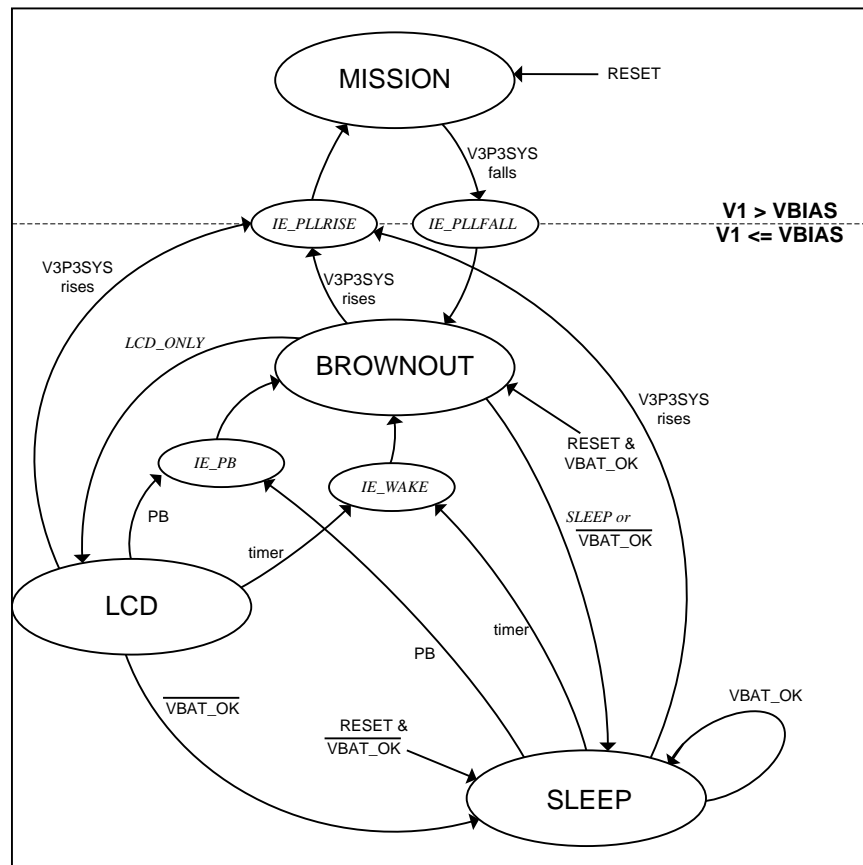 MISSION
RESET
V3P3SYS
falls
IE_PLLRISE
IE_PLLFALL
V1 > VBIAS
V1 <= VBIAS
V3P3SYS
rises
V3P3SYS
rises
LCD_ONLY
BROWNOUT
V3P3SYS
rises
RESET &
VBAT_OK
IE_PB
IE_WAKE
PB
SLEEP or
VBAT_OK
timer
LCD
timer
PB
VBAT_OK
VBAT_OK
RESET &
VBAT_OK
SLEEP